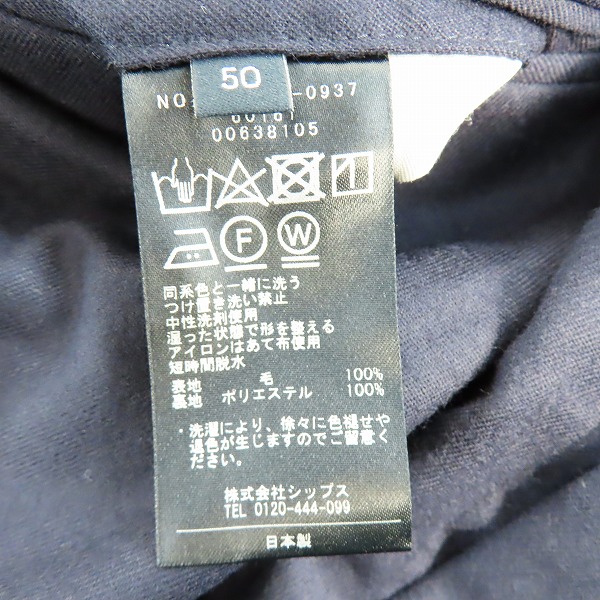 50
NO. -0937
00638105
F W
同系色と一緒に洗う
つけ置き洗い禁止
中性洗剤使用
湿った状態で形を整える
アイロンはあて布使用
短時間脱水
表地 毛 100%
裏地 ポリエステル 100%
・洗濯により、徐々に色褪せや
退色が生じますのでご留意く
ださい。
株式会社シップス
TEL 0120-444-099
日本製